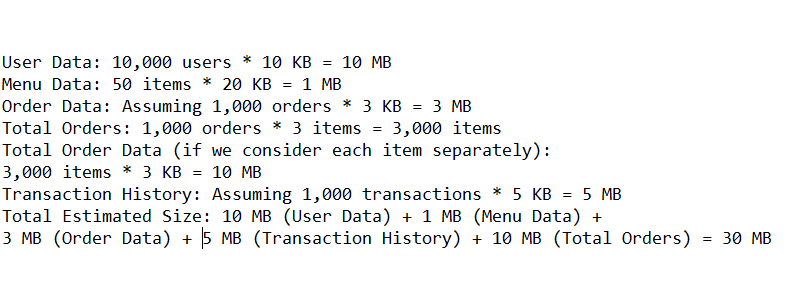 User Data: 10,000 users * 10 KB = 10 MB
Menu Data: 50 items * 20 KB = 1 MB
Order Data: Assuming 1,000 orders * 3 KB = 3 MB
Total Orders: 1,000 orders * 3 items = 3,000 items
Total Order Data (if we consider each item separately):
3,000 items * 3 KB = 10 MB
Transaction History: Assuming 1,000 transactions * 5 KB = 5 MB
Total Estimated Size: 10 MB (User Data) + 1 MB (Menu Data) +
3 MB (Order Data) + 5 MB (Transaction History) + 10 MB (Total Orders) = 30 MB